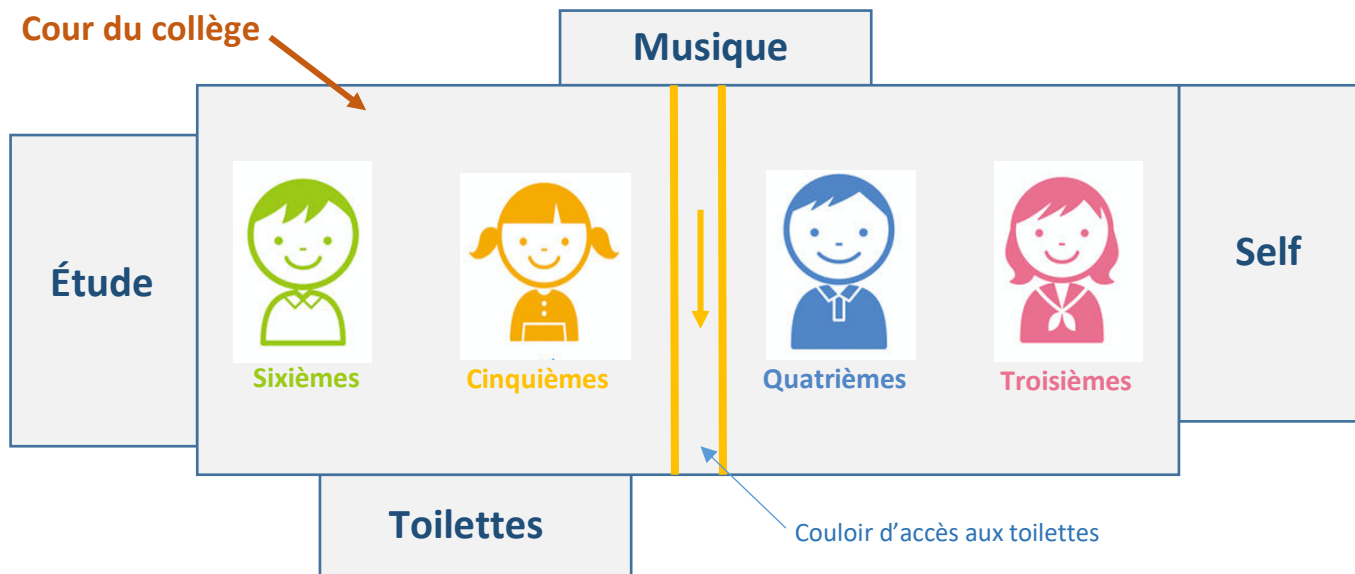 Cour du collège
Musique
Étude
Self
Sixièmes
Cinquièmes
Quatrièmes
Troisièmes
Toilettes
Couloir d’accès aux toilettes